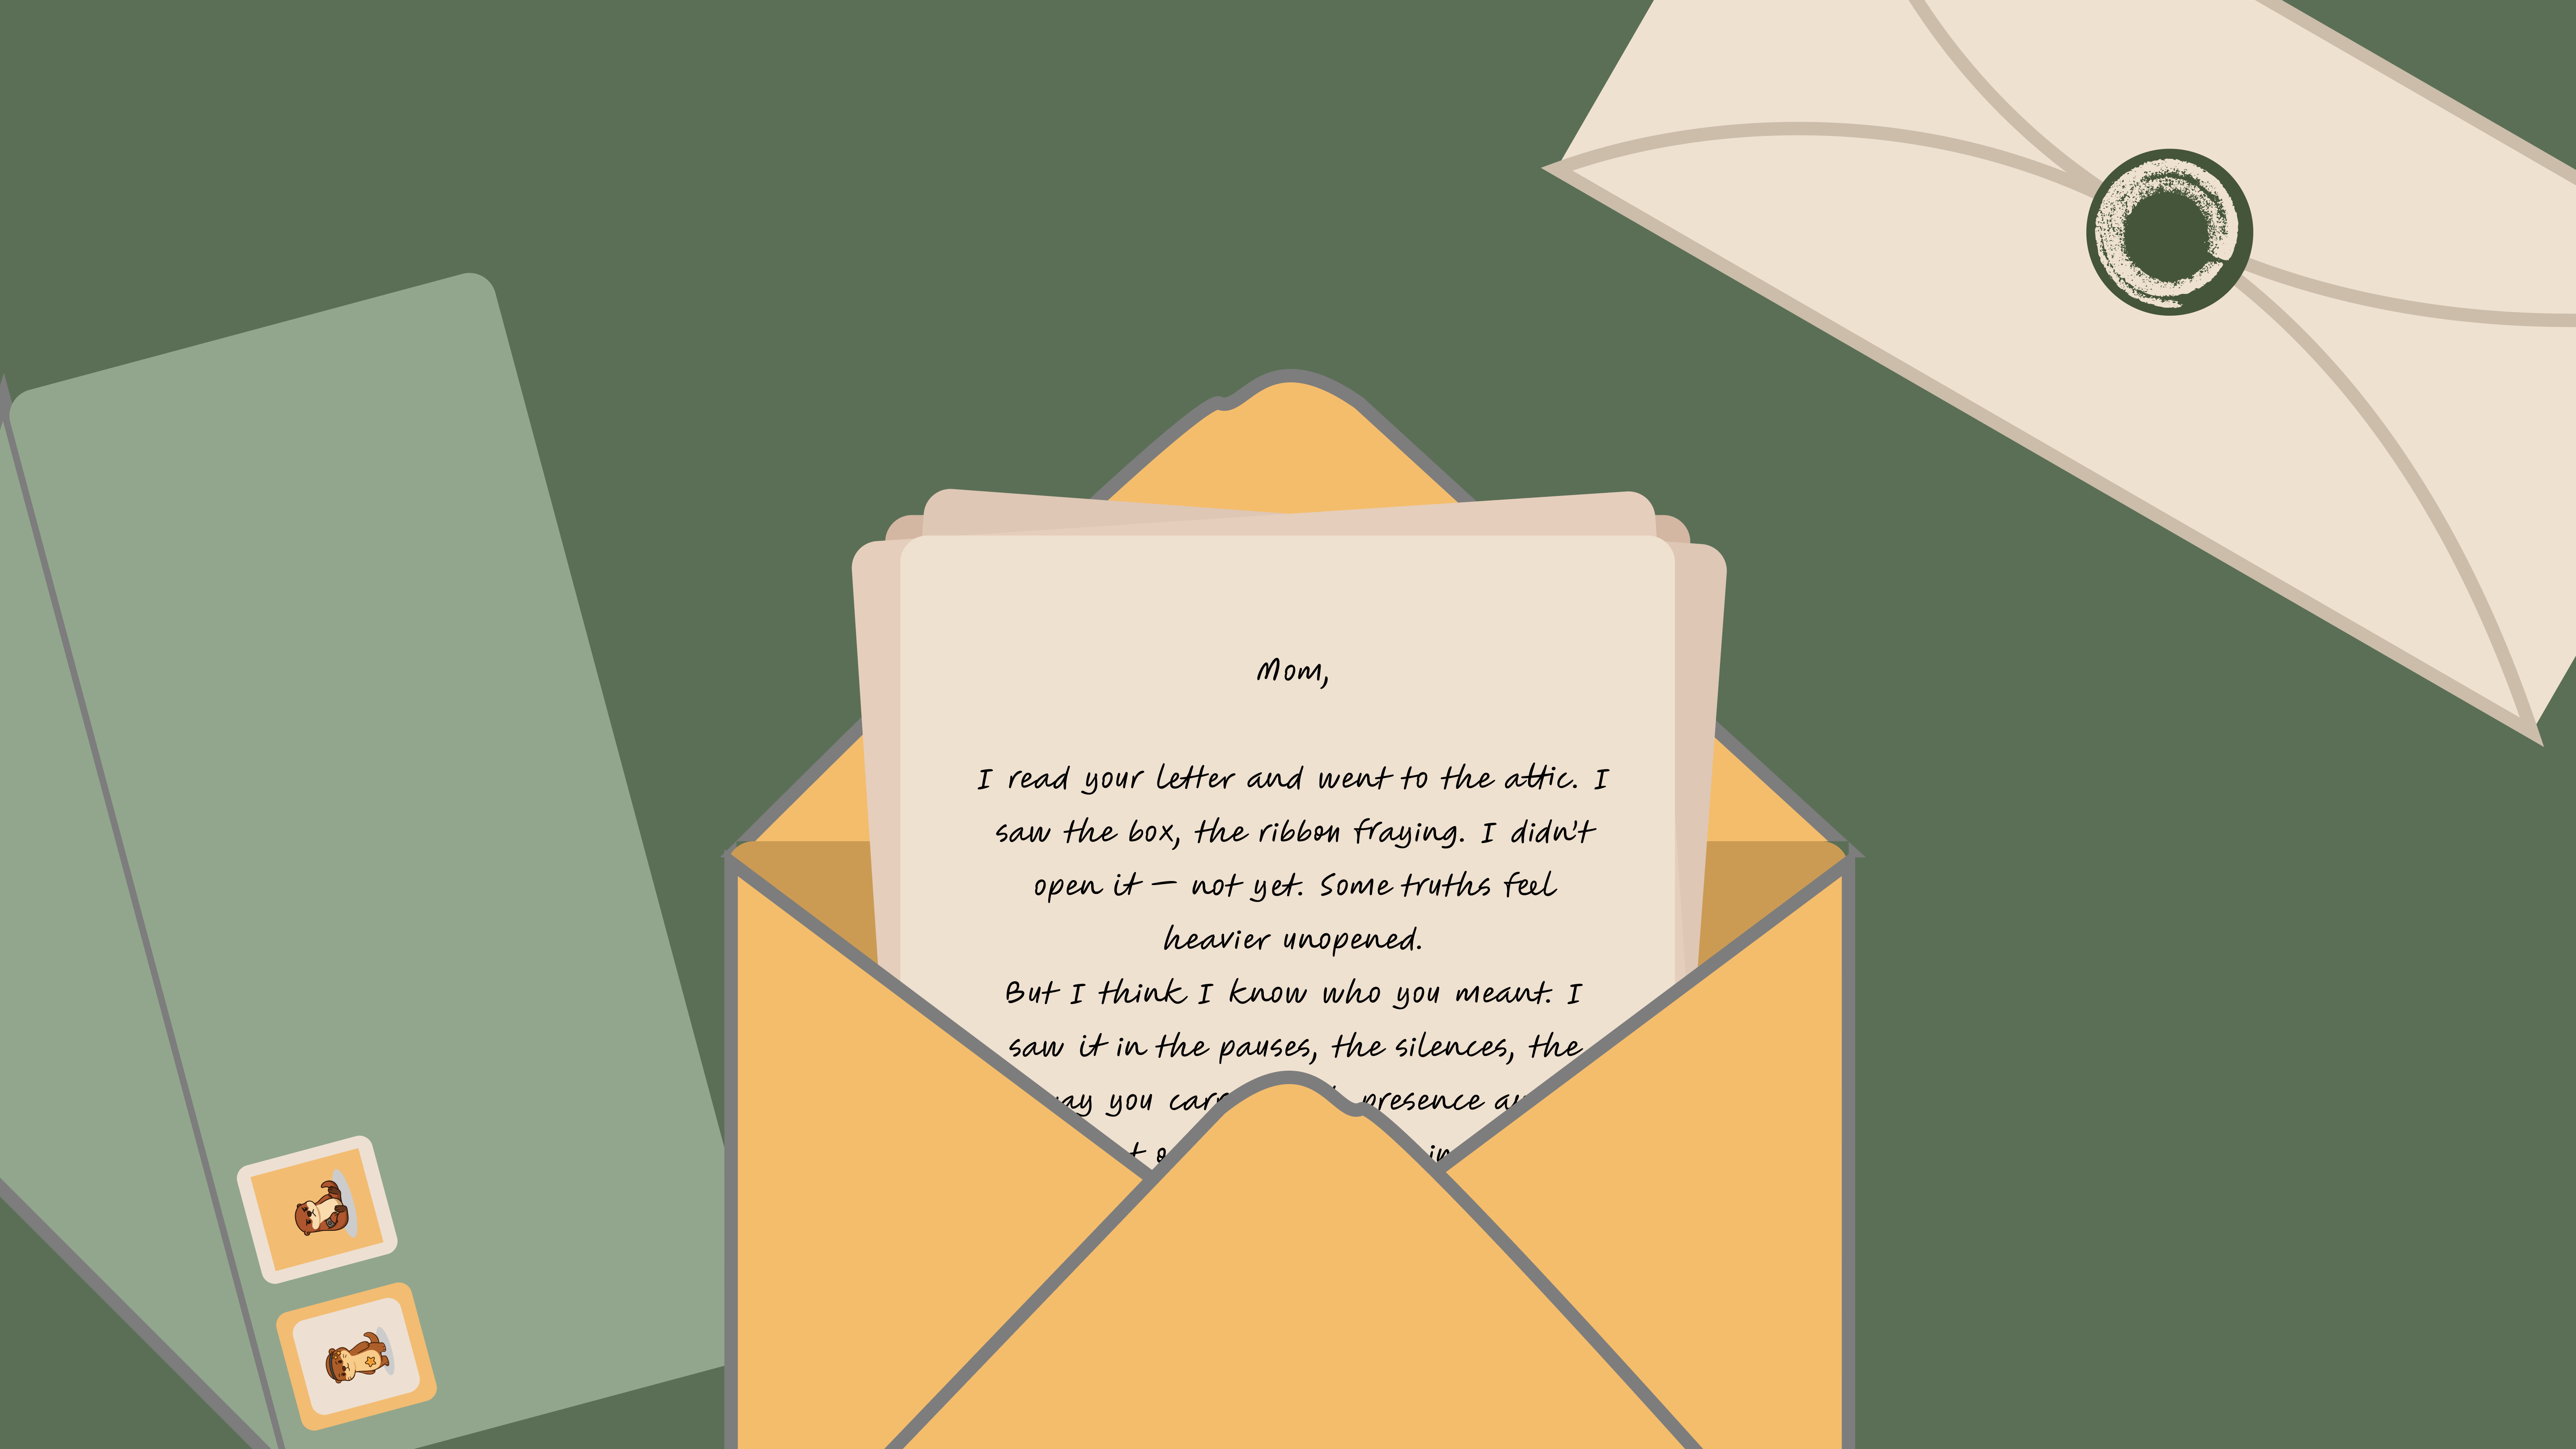 Mom,
I read your letter and went to the attic. I
saw the box, the ribbon fraying. I didn't
open it — not yet. Some truths feel
heavier unopened.
But I think I know who you meant. I
saw it in the pauses, the silences, the
you presence